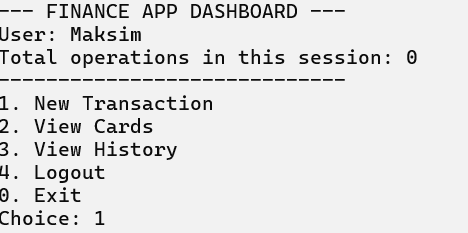 --- FINANCE APP DASHBOARD ---
User: Maksim
Total operations in this session: 0
-----------------------------
1. New Transaction
2. View Cards
3. View History
4. Logout
0. Exit
Choice: 1